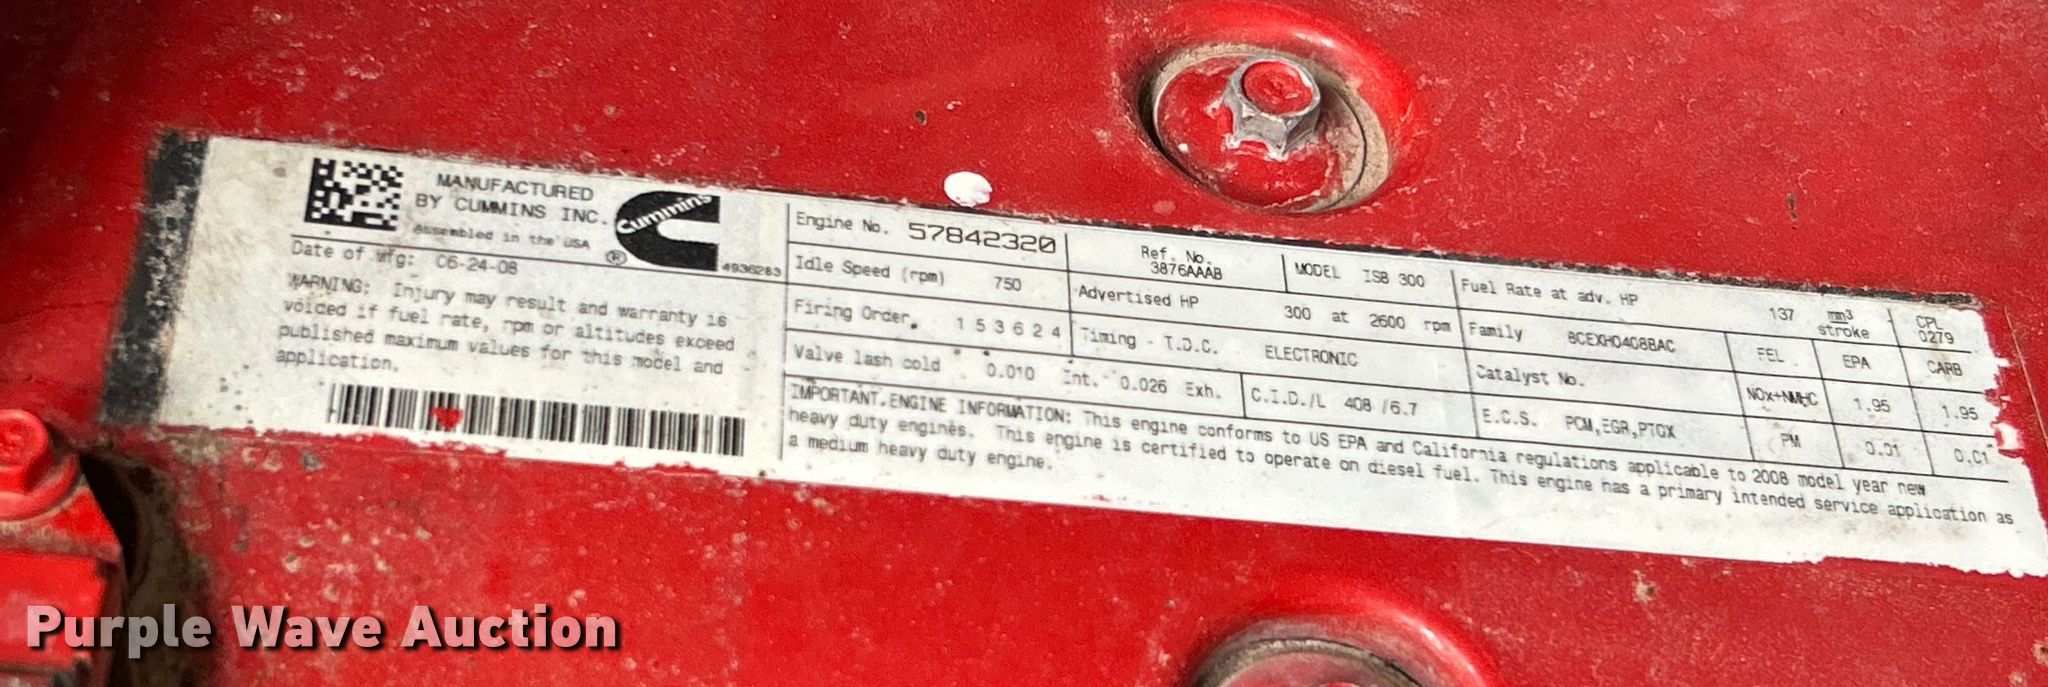 MANUFACTURED
BY CUMMINS INC.
Assembled in the USA
Cummins
®
4936283
Date of mfg: 06-24-08
WARNING: Injury may result and warranty is
voided if fuel rate, rpm or altitudes exceed
published maximum values for this model and
application.
Engine No. 57842320
Ref. No.
3876AAAB
MODEL ISB 300
Fuel Rate at adv. HP 137 mm3
stroke
CPL
0279
Idle Speed (rpm) 750
Advertised HP 300 at 2600 rpm
Family 8CEXH0408BAC
FEL EPA CARB
Firing Order. 1 5 3 6 2 4
Timing - T.D.C. ELECTRONIC
Catalyst No.
NOx+NMHC 1.95 1.95
Valve lash cold 0.010 Int. 0.026 Exh.
C.I.D./L 408 /6.7
E.C.S. PCM,EGR,PTOX
PM 0.01 0.01
IMPORTANT.ENGINE INFORMATION: This engine conforms to US EPA and California regulations applicable to 2008 model year new
heavy duty engines. This engine is certified to operate on diesel fuel. This engine has a primary intended service application as
a medium heavy duty engine.
Purple Wave Auction